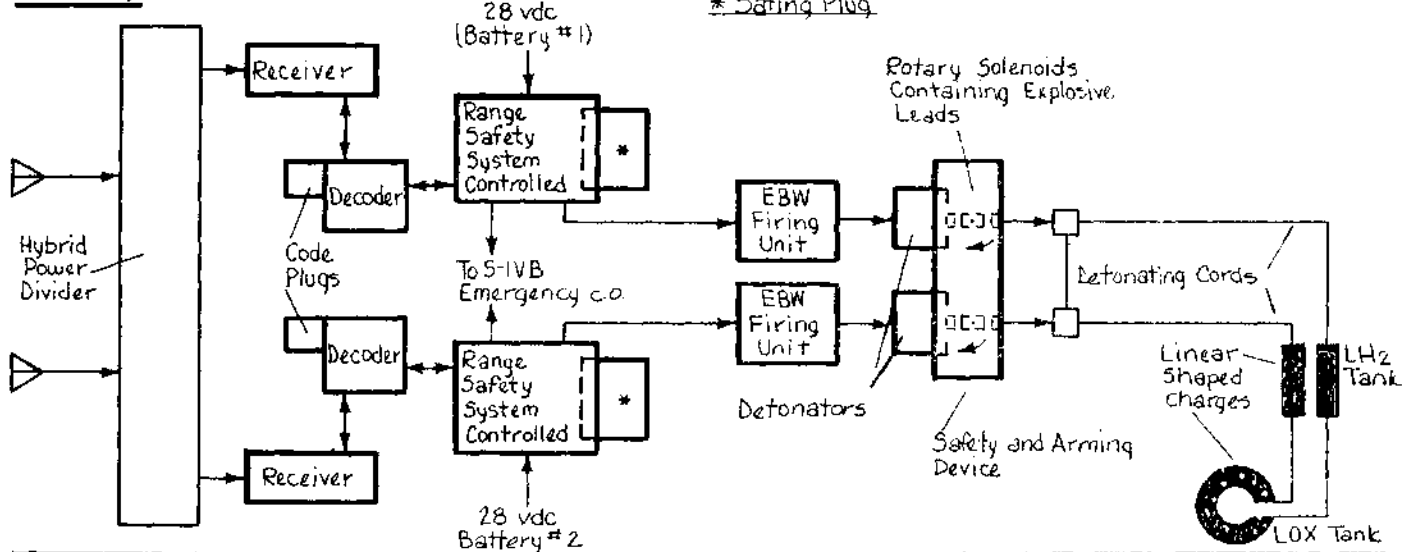 * Safing Plug
28 vdc
(Battery #1)
Receiver
Range
Safety
System
Controlled
*
Rotary Solenoids
Containing Explosive
Leads
Decoder
EBW
Firing
Unit
Hybrid
Power
Divider
Code
Plugs
To S-IVB
Emergency c.o.
Detonating Cords
EBW
Firing
Unit
Decoder
Range
Safety
System
Controlled
*
Detonators
Linear
Shaped
Charges
LH2
Tank
Safety and Arming
Device
Receiver
28 vdc
Battery #2
LOX Tank